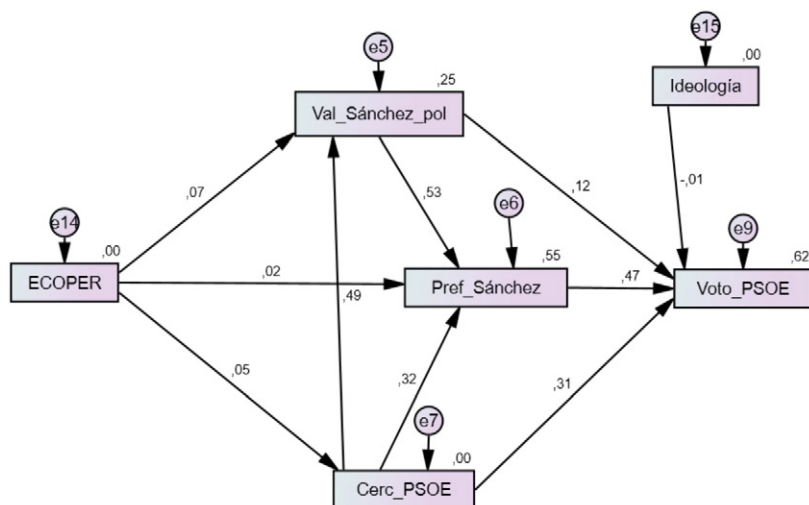 e5
,25
Val_Sánchez_pol
e15
,00
Ideología
,07
,53
,12
-,01
e14
,00
ECOPER
e6
,55
Pref_Sánchez
e9
,62
Voto_PSOE
,02
,47
,49
,05
,32
,31
e7
,00
Cerc_PSOE